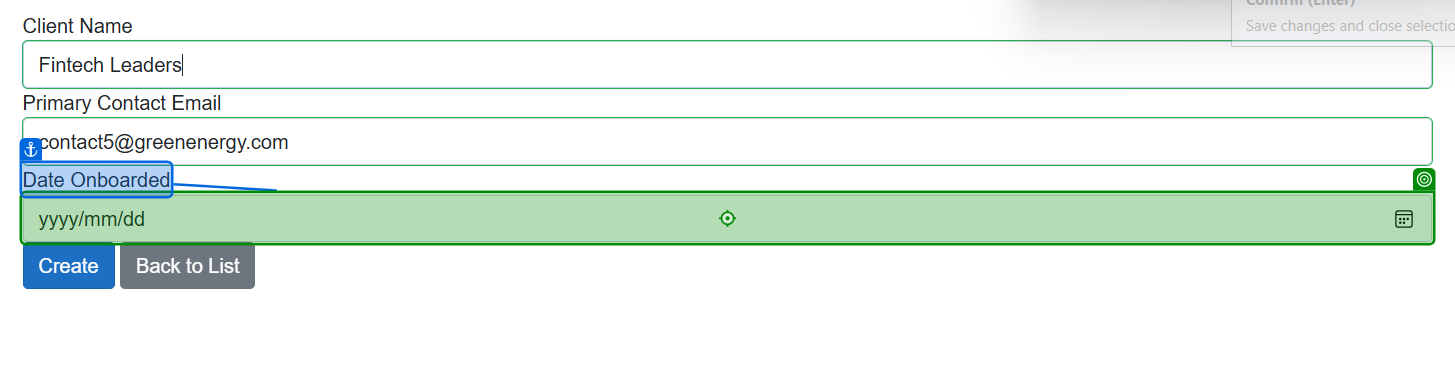 Client Name
Confirm (Enter)
Save changes and close selectio
Fintech Leaders
Primary Contact Email
contact5@greenenergy.com
Date Onboarded
yyyy/mm/dd
Create Back to List